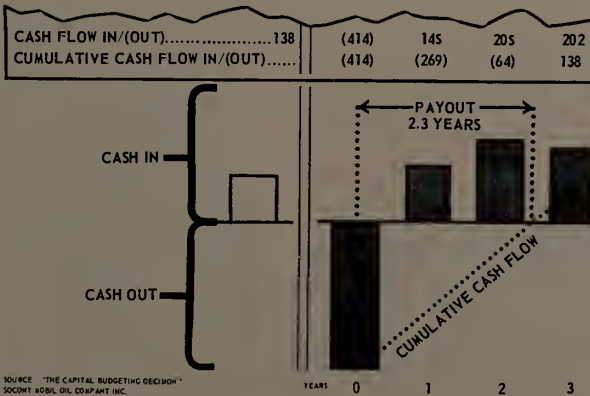 CASH FLOW IN/(OUT)....................138 (414) 14S 20S 202
CUMULATIVE CASH FLOW IN/(OUT)...... (414) (269) (64) 138
PAYOUT
2.3 YEARS
CASH IN
CASH OUT
CUMULATIVE CASH FLOW
SOURCE "THE CAPITAL BUDGETING DECISION"
SOCONY MOBIL OIL COMPANY INC.
YEARS 0 1 2 3